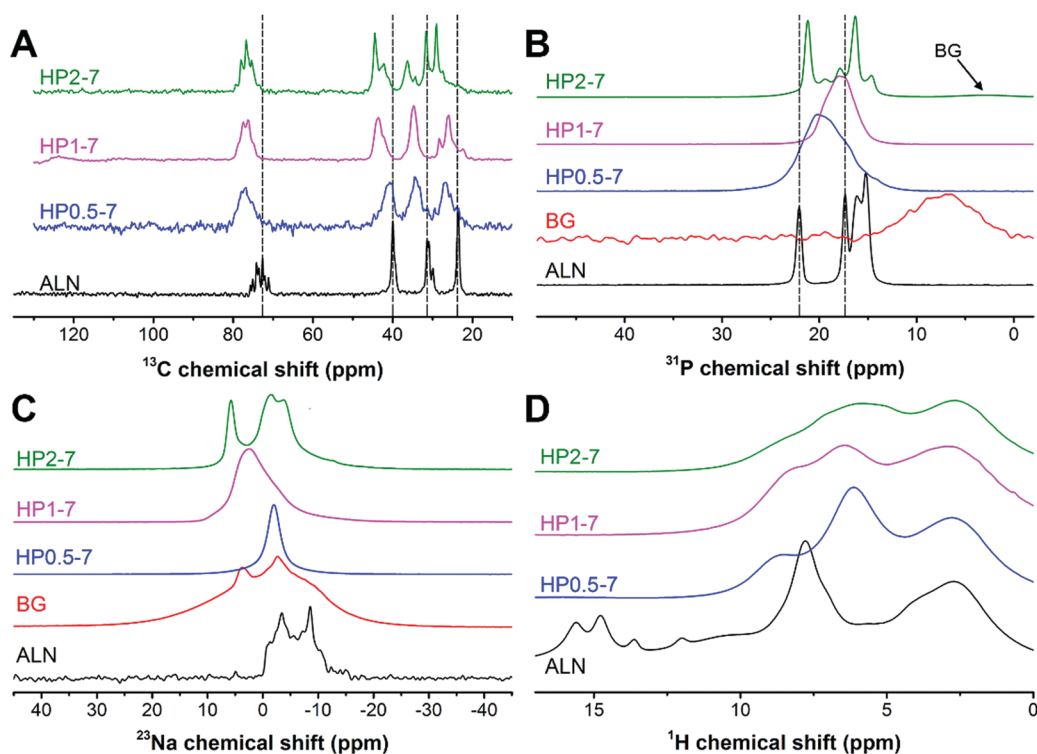 A
HP2-7
HP1-7
HP0.5-7
ALN
120 100 80 60 40 20
¹³C chemical shift (ppm)
B
BG
HP2-7
HP1-7
HP0.5-7
BG
ALN
40 30 20 10 0
³¹P chemical shift (ppm)
C
HP2-7
HP1-7
HP0.5-7
BG
ALN
40 30 20 10 0 -10 -20 -30 -40
²³Na chemical shift (ppm)
D
HP2-7
HP1-7
HP0.5-7
ALN
15 10 5 0
¹H chemical shift (ppm)